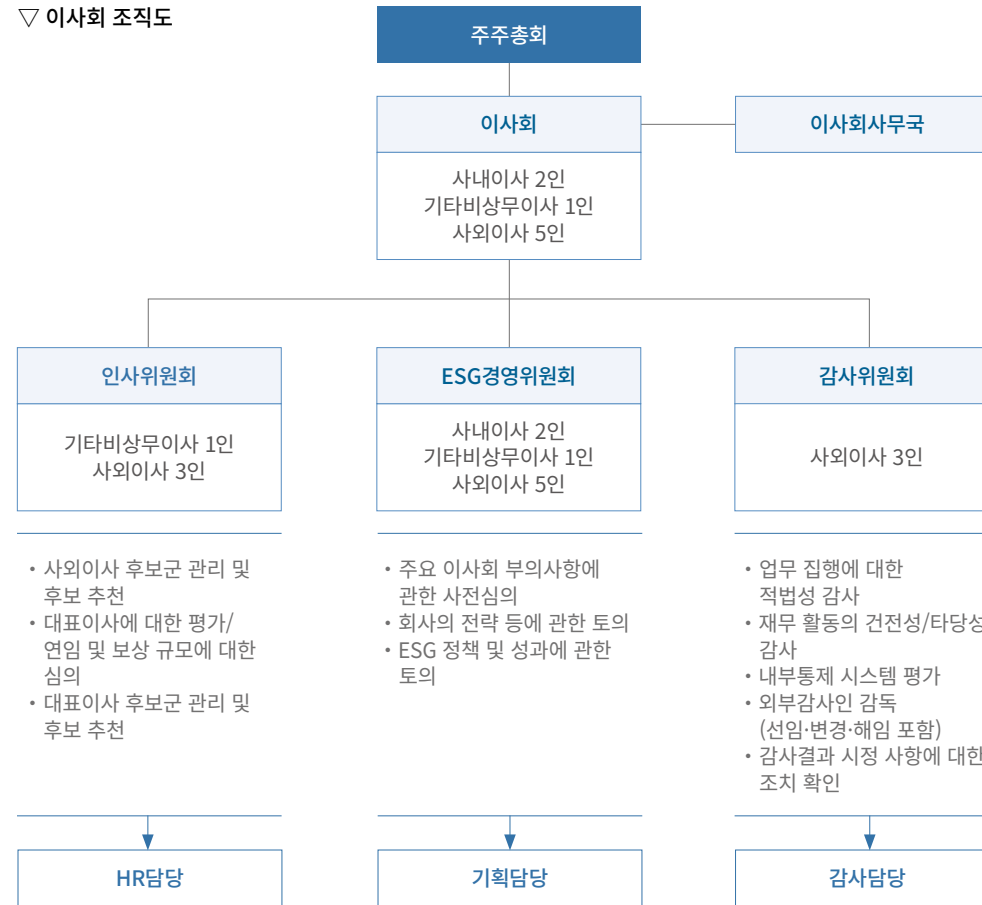 ▽ 이사회 조직도
주주총회
이사회
이사회사무국
사내이사 2인
기타비상무이사 1인
사외이사 5인
인사위원회
기타비상무이사 1인
사외이사 3인
ESG경영위원회
사내이사 2인
기타비상무이사 1인
사외이사 5인
감사위원회
사외이사 3인
• 사외이사 후보군 관리 및
후보 추천
• 대표이사에 대한 평가/
연임 및 보상 규모에 대한
심의
• 대표이사 후보군 관리 및
후보 추천
• 주요 이사회 부의사항에
관한 사전심의
• 회사의 전략 등에 관한 토의
• ESG 정책 및 성과에 관한
토의
• 업무 집행에 대한
적법성 감사
• 재무 활동의 건전성/타당성
감사
• 내부통제 시스템 평가
• 외부감사인 감독
(선임·변경·해임 포함)
• 감사결과 시정 사항에 대한
조치 확인
HR담당
기획담당
감사담당